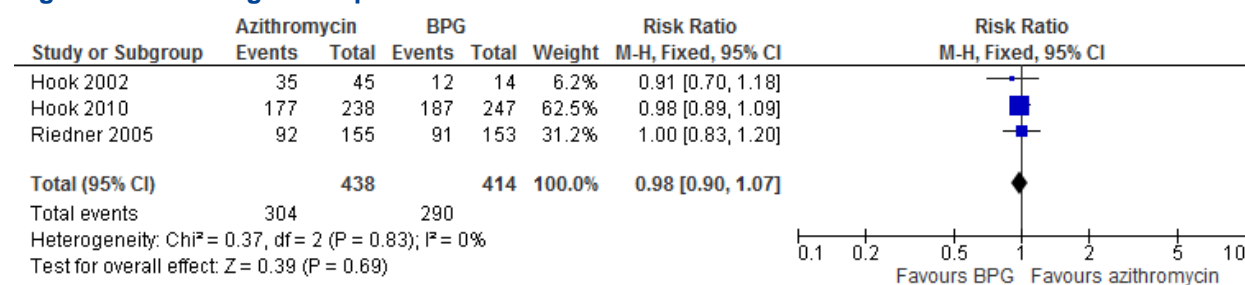 Azithromycin BPG Risk Ratio Risk Ratio
Study or Subgroup Events Total Events Total Weight M-H, Fixed, 95% CI M-H, Fixed, 95% CI
Hook 2002 35 45 12 14 6.2% 0.91 [0.70, 1.18]
Hook 2010 177 238 187 247 62.5% 0.98 [0.89, 1.09]
Riedner 2005 92 155 91 153 31.2% 1.00 [0.83, 1.20]
Total (95% CI) 438 414 100.0% 0.98 [0.90, 1.07]
Total events 304 290
Heterogeneity: Chi² = 0.37, df = 2 (P = 0.83); I² = 0%
Test for overall effect: Z = 0.39 (P = 0.69)
0.1 0.2 0.5 1 2 5 10
Favours BPG Favours azithromycin